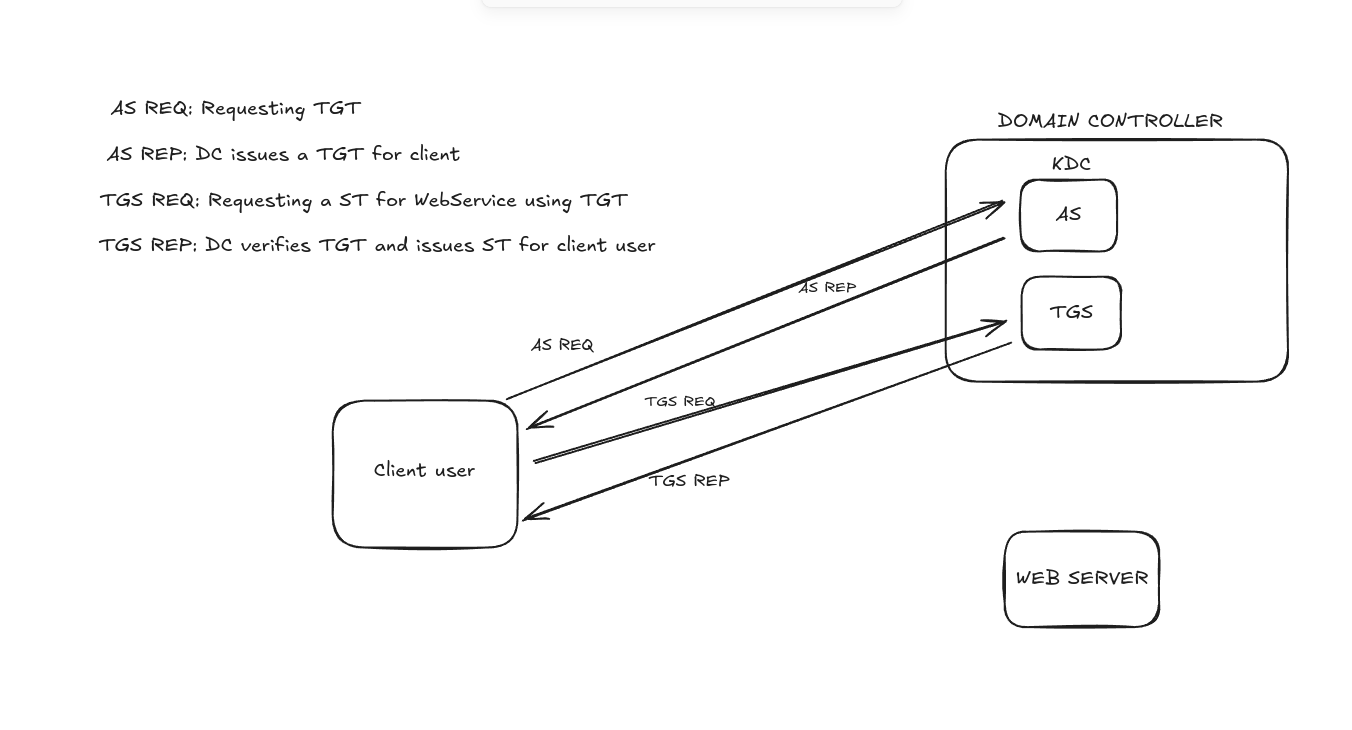 AS REQ: Requesting TGT
AS REP: DC issues a TGT for client
TGS REQ: Requesting a ST for WebService using TGT
TGS REP: DC verifies TGT and issues ST for client user
DOMAIN CONTROLLER
KDC
AS
TGS
AS REP
AS REQ
TGS REQ
TGS REP
Client user
WEB SERVER